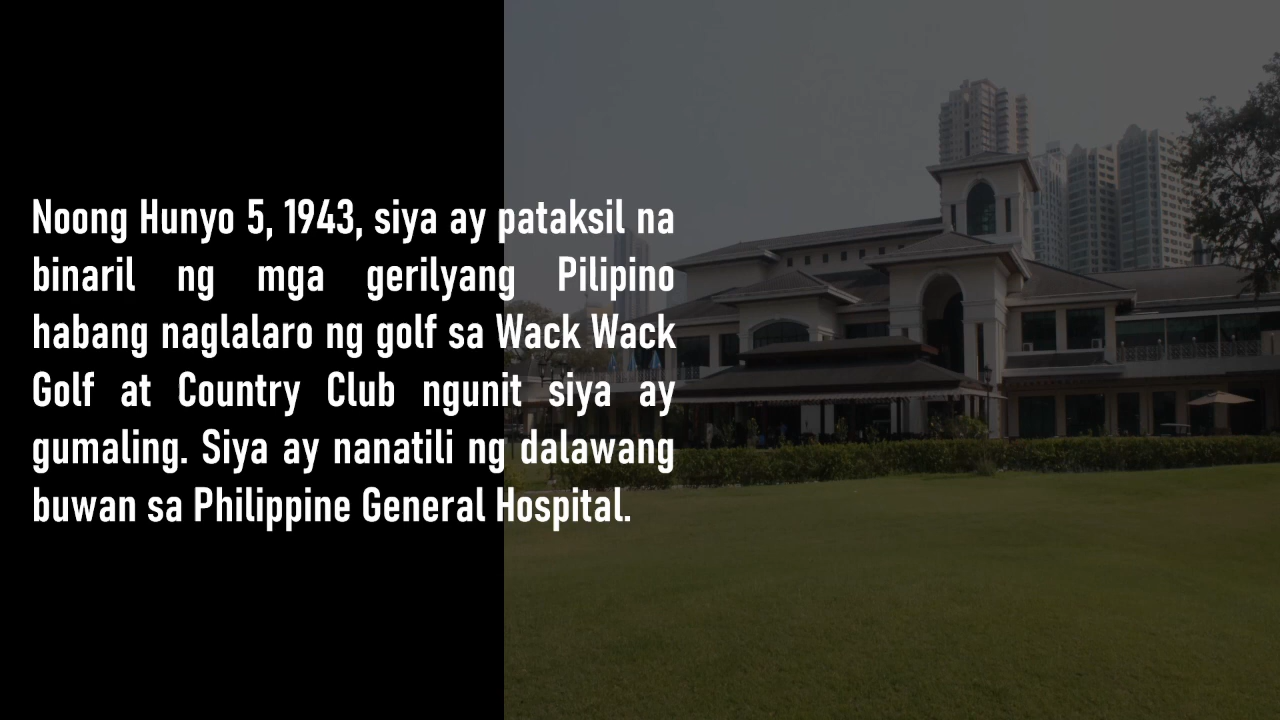 Noong Hunyo 5, 1943, siya ay pataksil na
binaril ng mga gerilyang Pilipino
habang naglalaro ng golf sa Wack Wack
Golf at Country Club ngunit siya ay
gumaling. Siya ay nanatili ng dalawang
buwan sa Philippine General Hospital.